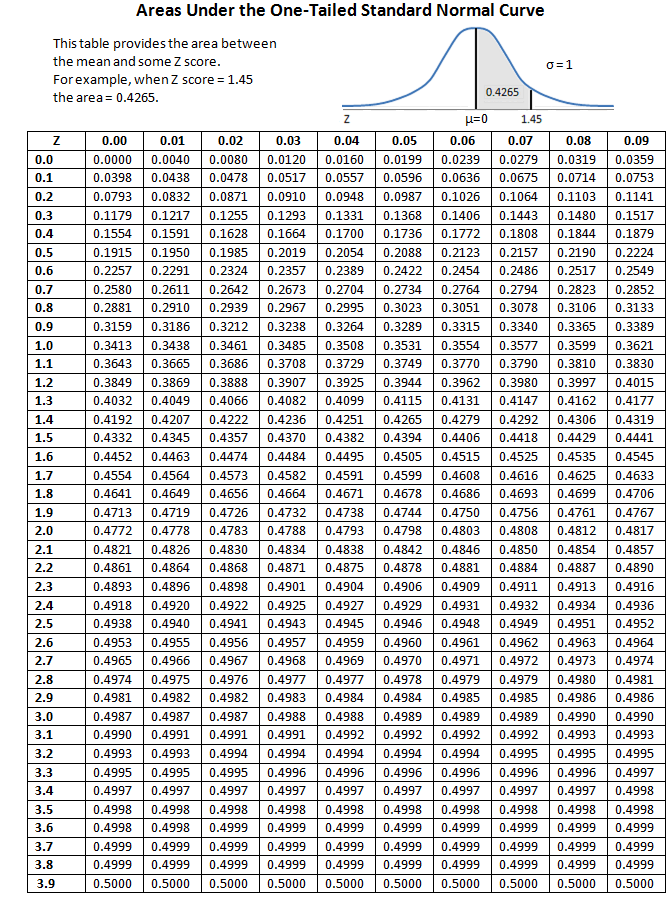 Areas Under the One-Tailed Standard Normal Curve
This table provides the area between
the mean and some Z score.
For example, when Z score = 1.45
the area = 0.4265.
σ = 1
0.4265
Z μ=0 1.45
Z 0.00 0.01 0.02 0.03 0.04 0.05 0.06 0.07 0.08 0.09
0.0 0.0000 0.0040 0.0080 0.0120 0.0160 0.0199 0.0239 0.0279 0.0319 0.0359
0.1 0.0398 0.0438 0.0478 0.0517 0.0557 0.0596 0.0636 0.0675 0.0714 0.0753
0.2 0.0793 0.0832 0.0871 0.0910 0.0948 0.0987 0.1026 0.1064 0.1103 0.1141
0.3 0.1179 0.1217 0.1255 0.1293 0.1331 0.1368 0.1406 0.1443 0.1480 0.1517
0.4 0.1554 0.1591 0.1628 0.1664 0.1700 0.1736 0.1772 0.1808 0.1844 0.1879
0.5 0.1915 0.1950 0.1985 0.2019 0.2054 0.2088 0.2123 0.2157 0.2190 0.2224
0.6 0.2257 0.2291 0.2324 0.2357 0.2389 0.2422 0.2454 0.2486 0.2517 0.2549
0.7 0.2580 0.2611 0.2642 0.2673 0.2704 0.2734 0.2764 0.2794 0.2823 0.2852
0.8 0.2881 0.2910 0.2939 0.2967 0.2995 0.3023 0.3051 0.3078 0.3106 0.3133
0.9 0.3159 0.3186 0.3212 0.3238 0.3264 0.3289 0.3315 0.3340 0.3365 0.3389
1.0 0.3413 0.3438 0.3461 0.3485 0.3508 0.3531 0.3554 0.3577 0.3599 0.3621
1.1 0.3643 0.3665 0.3686 0.3708 0.3729 0.3749 0.3770 0.3790 0.3810 0.3830
1.2 0.3849 0.3869 0.3888 0.3907 0.3925 0.3944 0.3962 0.3980 0.3997 0.4015
1.3 0.4032 0.4049 0.4066 0.4082 0.4099 0.4115 0.4131 0.4147 0.4162 0.4177
1.4 0.4192 0.4207 0.4222 0.4236 0.4251 0.4265 0.4279 0.4292 0.4306 0.4319
1.5 0.4332 0.4345 0.4357 0.4370 0.4382 0.4394 0.4406 0.4418 0.4429 0.4441
1.6 0.4452 0.4463 0.4474 0.4484 0.4495 0.4505 0.4515 0.4525 0.4535 0.4545
1.7 0.4554 0.4564 0.4573 0.4582 0.4591 0.4599 0.4608 0.4616 0.4625 0.4633
1.8 0.4641 0.4649 0.4656 0.4664 0.4671 0.4678 0.4686 0.4693 0.4699 0.4706
1.9 0.4713 0.4719 0.4726 0.4732 0.4738 0.4744 0.4750 0.4756 0.4761 0.4767
2.0 0.4772 0.4778 0.4783 0.4788 0.4793 0.4798 0.4803 0.4808 0.4812 0.4817
2.1 0.4821 0.4826 0.4830 0.4834 0.4838 0.4842 0.4846 0.4850 0.4854 0.4857
2.2 0.4861 0.4864 0.4868 0.4871 0.4875 0.4878 0.4881 0.4884 0.4887 0.4890
2.3 0.4893 0.4896 0.4898 0.4901 0.4904 0.4906 0.4909 0.4911 0.4913 0.4916
2.4 0.4918 0.4920 0.4922 0.4925 0.4927 0.4929 0.4931 0.4932 0.4934 0.4936
2.5 0.4938 0.4940 0.4941 0.4943 0.4945 0.4946 0.4948 0.4949 0.4951 0.4952
2.6 0.4953 0.4955 0.4956 0.4957 0.4959 0.4960 0.4961 0.4962 0.4963 0.4964
2.7 0.4965 0.4966 0.4967 0.4968 0.4969 0.4970 0.4971 0.4972 0.4973 0.4974
2.8 0.4974 0.4975 0.4976 0.4977 0.4977 0.4978 0.4979 0.4979 0.4980 0.4981
2.9 0.4981 0.4982 0.4982 0.4983 0.4984 0.4984 0.4985 0.4985 0.4986 0.4986
3.0 0.4987 0.4987 0.4987 0.4988 0.4988 0.4989 0.4989 0.4989 0.4990 0.4990
3.1 0.4990 0.4991 0.4991 0.4991 0.4992 0.4992 0.4992 0.4992 0.4993 0.4993
3.2 0.4993 0.4993 0.4994 0.4994 0.4994 0.4994 0.4994 0.4995 0.4995 0.4995
3.3 0.4995 0.4995 0.4995 0.4996 0.4996 0.4996 0.4996 0.4996 0.4996 0.4997
3.4 0.4997 0.4997 0.4997 0.4997 0.4997 0.4997 0.4997 0.4997 0.4997 0.4998
3.5 0.4998 0.4998 0.4998 0.4998 0.4998 0.4998 0.4998 0.4998 0.4998 0.4998
3.6 0.4998 0.4998 0.4999 0.4999 0.4999 0.4999 0.4999 0.4999 0.4999 0.4999
3.7 0.4999 0.4999 0.4999 0.4999 0.4999 0.4999 0.4999 0.4999 0.4999 0.4999
3.8 0.4999 0.4999 0.4999 0.4999 0.4999 0.4999 0.4999 0.4999 0.4999 0.4999
3.9 0.5000 0.5000 0.5000 0.5000 0.5000 0.5000 0.5000 0.5000 0.5000 0.5000